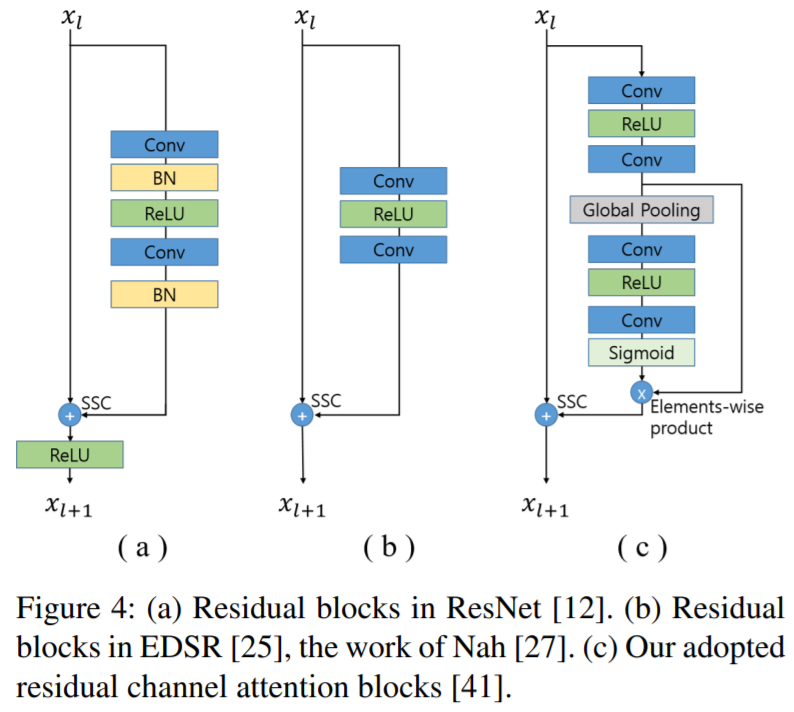 x_l
Conv
BN
ReLU
Conv
BN
+
SSC
ReLU
x_{l+1}
( a )
x_l
Conv
ReLU
Conv
+
SSC
x_{l+1}
( b )
x_l
Conv
ReLU
Conv
Global Pooling
Conv
ReLU
Conv
Sigmoid
x
Elements-wise
product
+
SSC
x_{l+1}
( c )
Figure 4: (a) Residual blocks in ResNet [12]. (b) Residual
blocks in EDSR [25], the work of Nah [27]. (c) Our adopted
residual channel attention blocks [41].